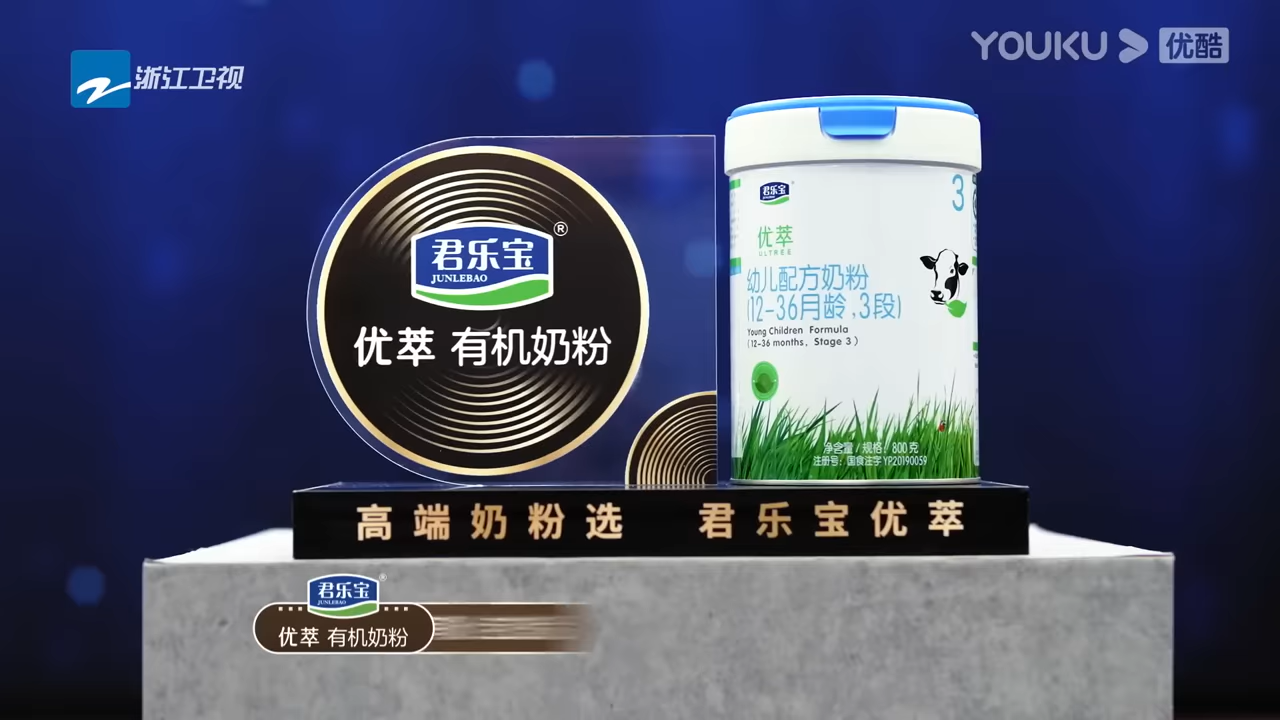 浙江卫视
YOUKU 优酷
君乐宝
JUNLEBAO
®
优萃 有机奶粉
君乐宝
3
优萃
ULTREE
幼儿配方奶粉
(12-36月龄,3段)
Young Children Formula
(12-36 months, Stage 3)
净含量/规格: 800克
注册号: 国食注字YP20190059
高端奶粉选 君乐宝优萃
君乐宝
JUNLEBAO
®
优萃 有机奶粉